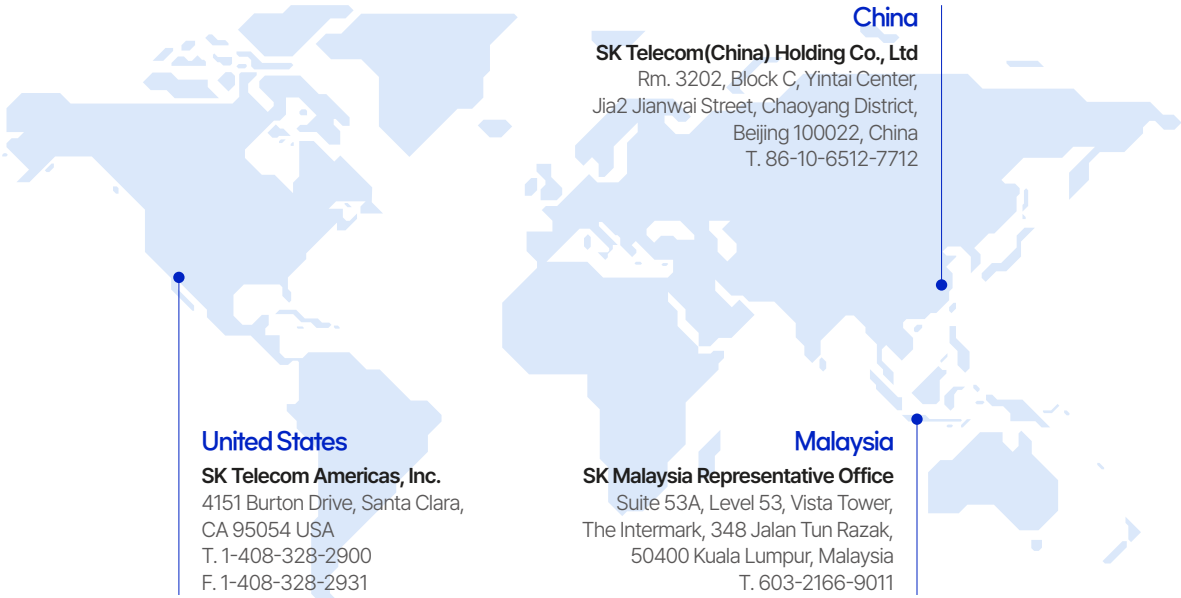 China
SK Telecom(China) Holding Co., Ltd
Rm. 3202, Block C, Yintai Center,
Jia2 Jianwai Street, Chaoyang District,
Beijing 100022, China
T. 86-10-6512-7712
United States
SK Telecom Americas, Inc.
4151 Burton Drive, Santa Clara,
CA 95054 USA
T. 1-408-328-2900
F. 1-408-328-2931
Malaysia
SK Malaysia Representative Office
Suite 53A, Level 53, Vista Tower,
The Intermark, 348 Jalan Tun Razak,
50400 Kuala Lumpur, Malaysia
T. 603-2166-9011